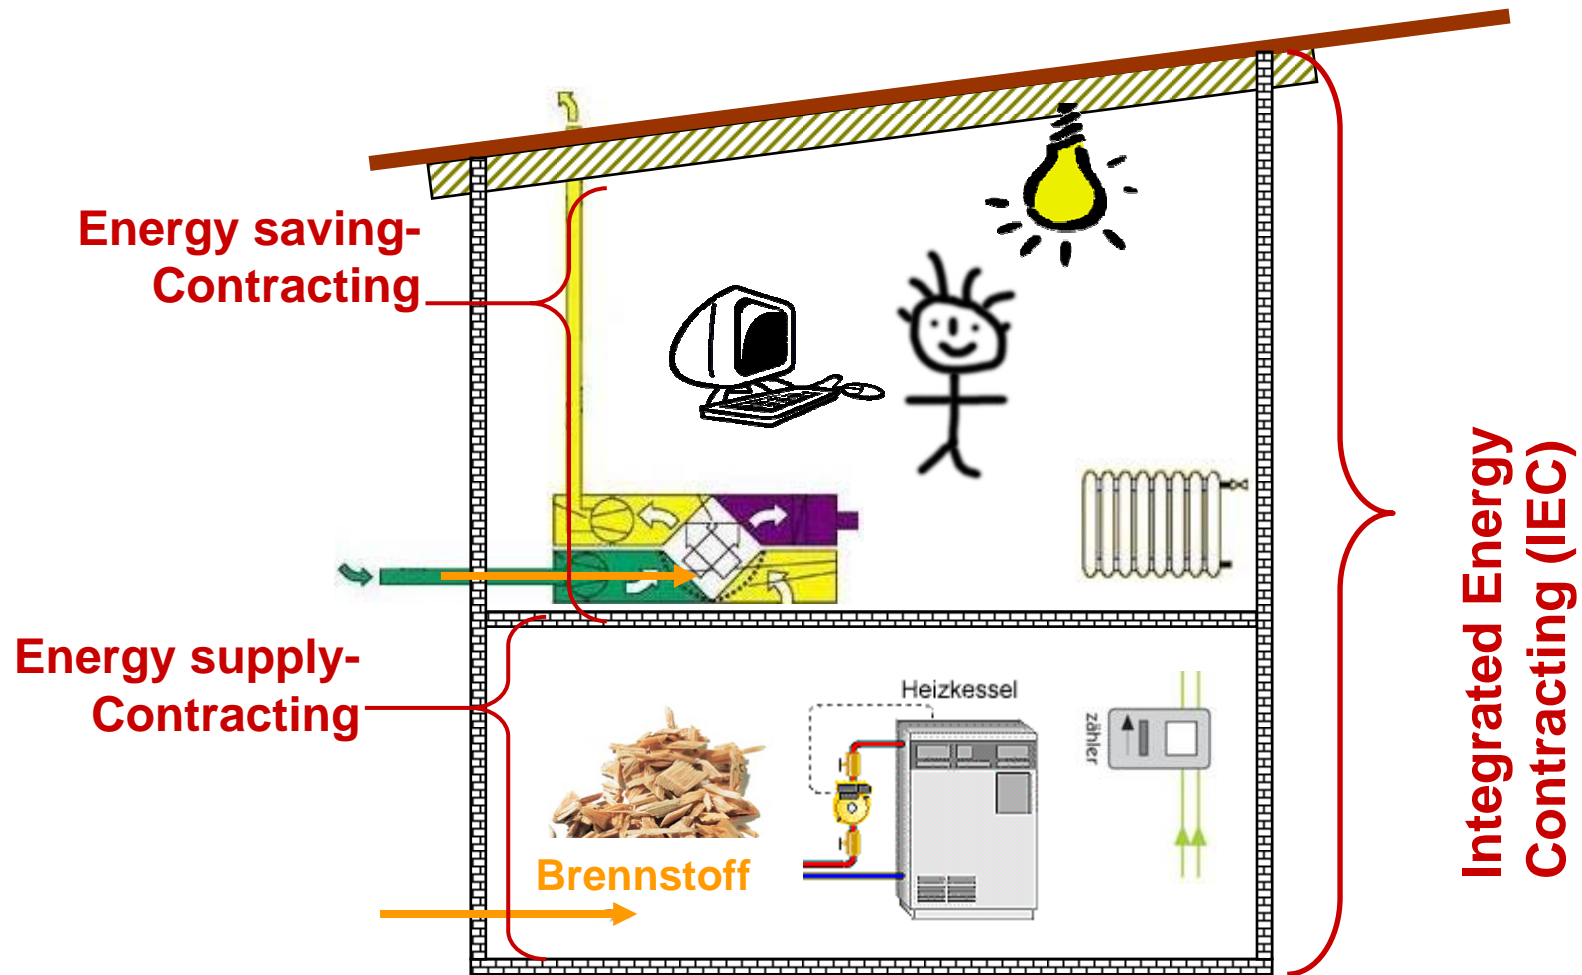 Energy saving-
Contracting
Energy supply-
Contracting
Heizkessel
zähler
Brennstoff
Integrated Energy
Contracting (IEC)